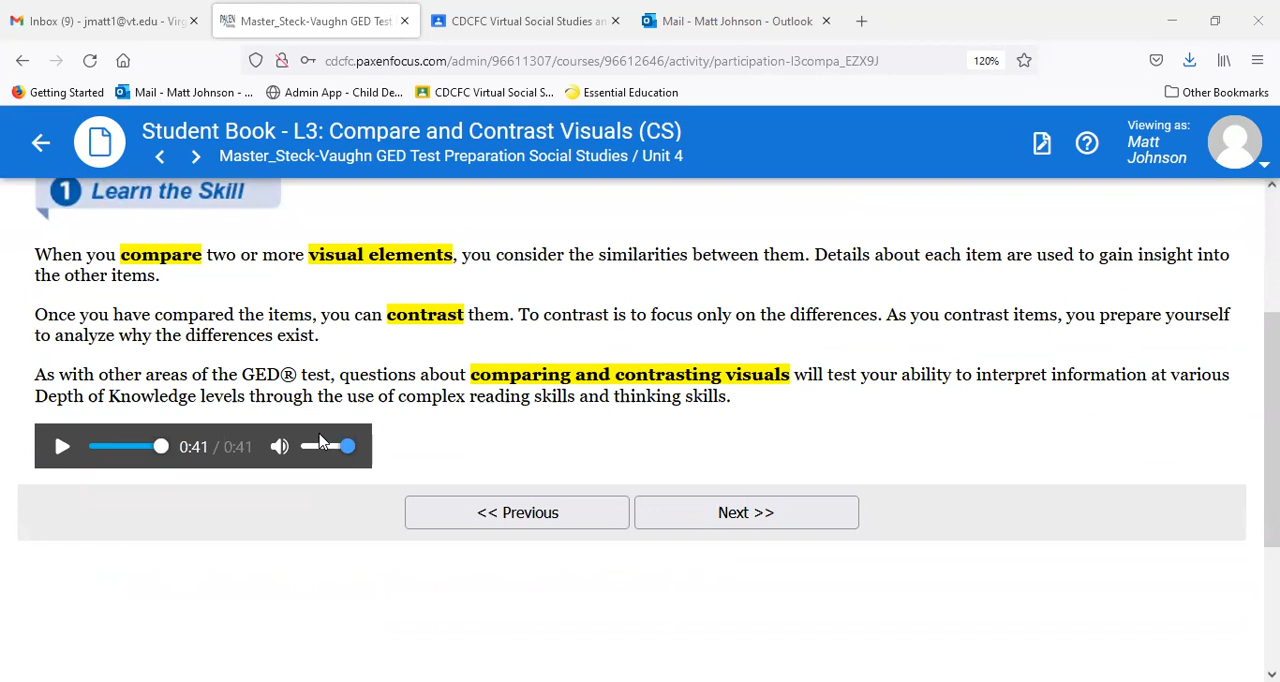 Inbox (9) - jmatt1@vt.edu - Virg
Master_Steck-Vaughn GED Test
CDCFC Virtual Social Studies an
Mail - Matt Johnson - Outlook
cdcfc.paxenfocus.com/admin/96611307/courses/96612646/activity/participation-l3compa_EZX9J
120%
Getting Started
Mail - Matt Johnson - ...
Admin App - Child De...
CDCFC Virtual Social S...
Essential Education
Other Bookmarks
Student Book - L3: Compare and Contrast Visuals (CS)
Master_Steck-Vaughn GED Test Preparation Social Studies / Unit 4
Viewing as:
Matt
Johnson
1 Learn the Skill
When you compare two or more visual elements, you consider the similarities between them. Details about each item are used to gain insight into
the other items.
Once you have compared the items, you can contrast them. To contrast is to focus only on the differences. As you contrast items, you prepare yourself
to analyze why the differences exist.
As with other areas of the GED® test, questions about comparing and contrasting visuals will test your ability to interpret information at various
Depth of Knowledge levels through the use of complex reading skills and thinking skills.
0:41 / 0:41
<< Previous
Next >>